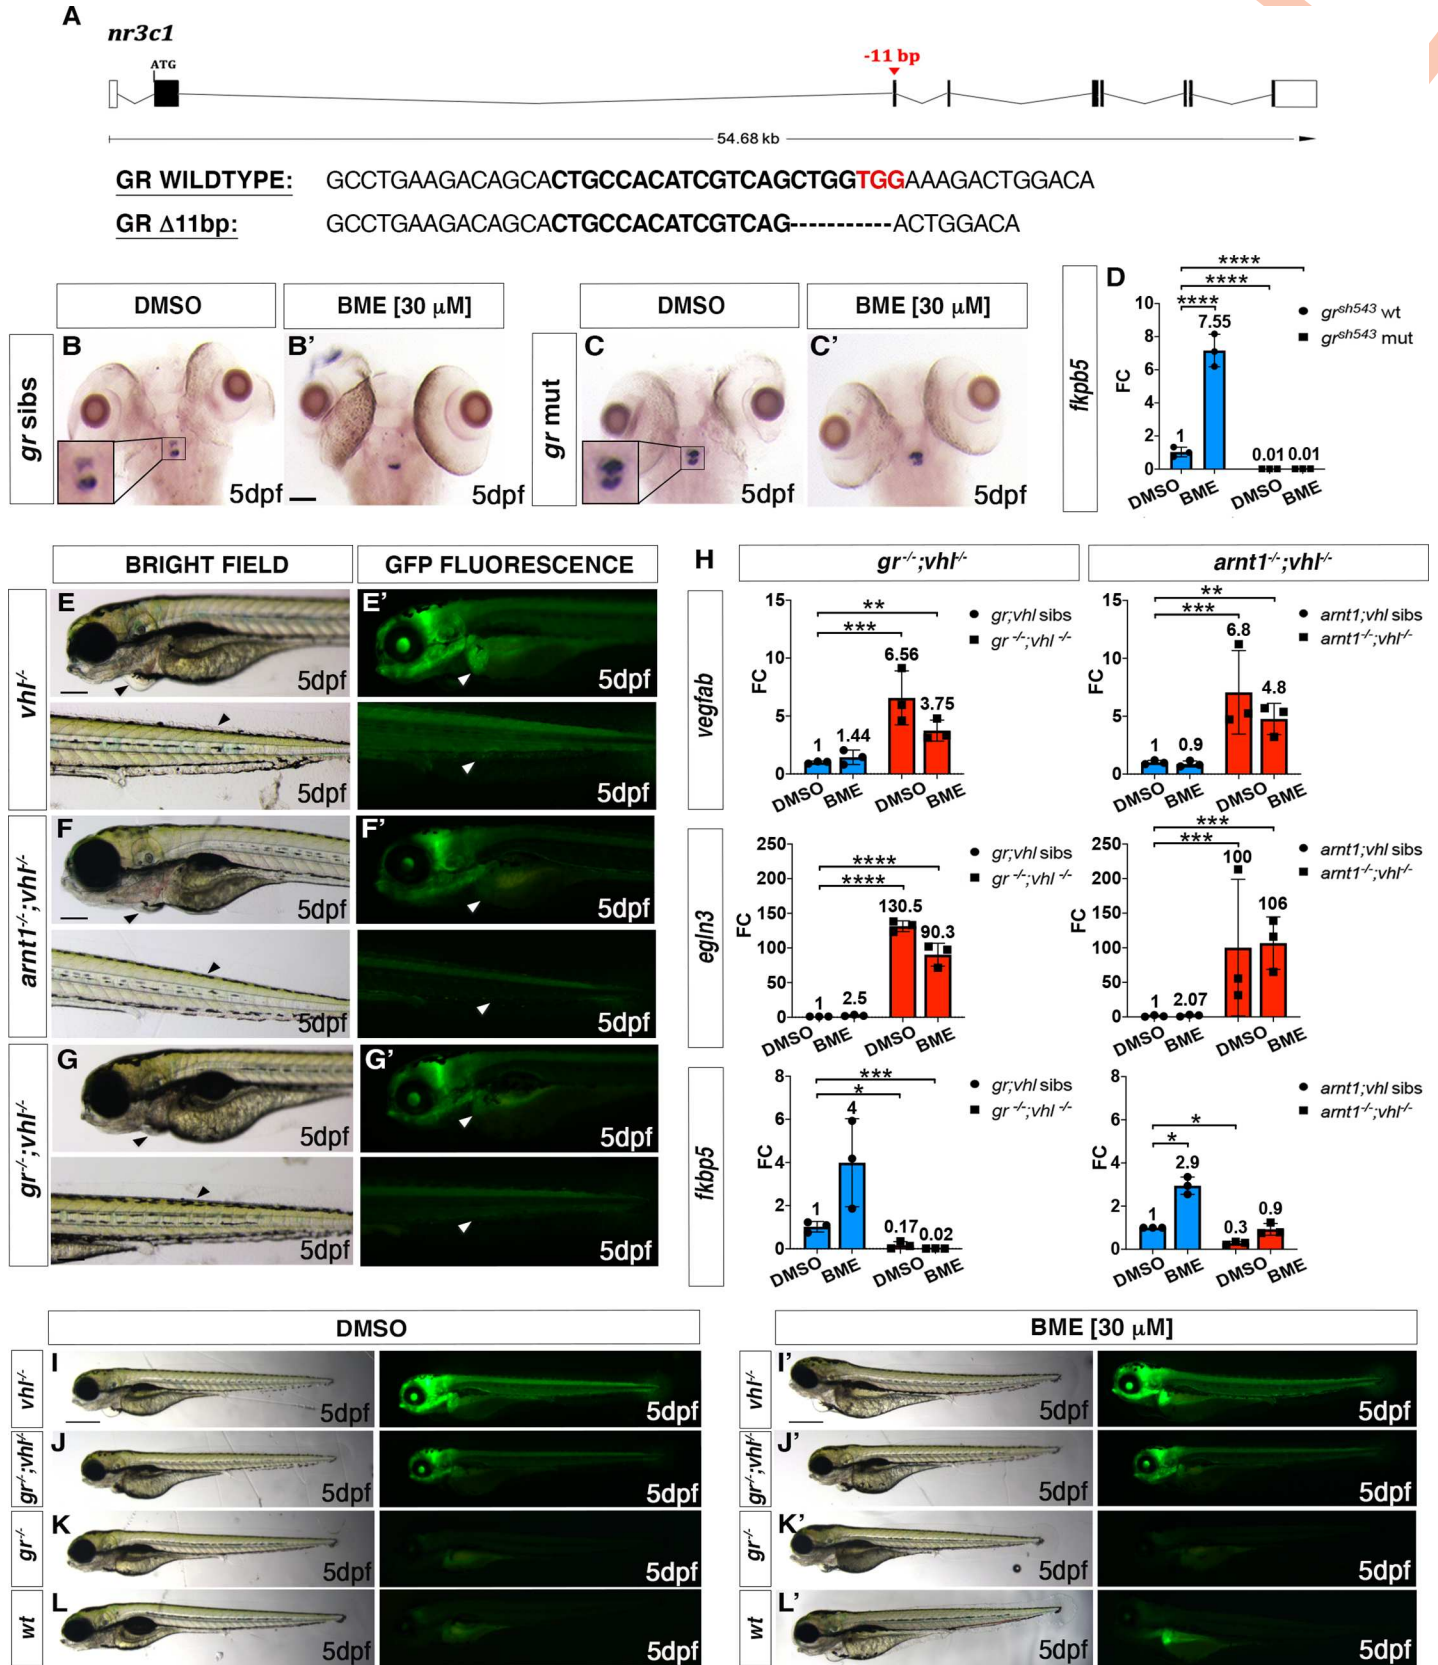 A
nr3c1
ATG
-11 bp
54.68 kb
GR WILDTYPE: GCCTGAAGACAGCACTGCCACATCGTCAGCTGGTGGAAAGACTGGACA
GR Δ11bp: GCCTGAAGACAGCACTGCCACATCGTCAG-----------ACTGGACA
DMSO BME [30 μM] DMSO BME [30 μM]
gr sibs
B 5dpf
B' 5dpf
gr mut
C 5dpf
C' 5dpf
fkpb5
D
**** **** ****
FC
10 8 6 4 2 0
1 7.55 0.01 0.01
DMSO BME DMSO BME
grsh543 wt
grsh543 mut
BRIGHT FIELD GFP FLUORESCENCE
vhl-/-
E 5dpf
E' 5dpf
5dpf 5dpf
arnt1-/-;vhl-/-
F 5dpf
F' 5dpf
5dpf 5dpf
gr-/-;vhl-/-
G 5dpf
G' 5dpf
5dpf 5dpf
H
gr-/-;vhl-/- arnt1-/-;vhl-/-
vegfab
FC
15 10 5 0
** ***
1 1.44 6.56 3.75
DMSO BME DMSO BME
gr;vhl sibs
gr -/-;vhl -/-
FC
15 10 5 0
** ***
1 0.9 6.8 4.8
DMSO BME DMSO BME
arnt1;vhl sibs
arnt1-/-;vhl-/-
egln3
FC
250 200 150 100 50 0
**** ****
1 2.5 130.5 90.3
DMSO BME DMSO BME
gr;vhl sibs
gr -/-;vhl -/-
FC
250 200 150 100 50 0
*** ***
1 2.07 100 106
DMSO BME DMSO BME
arnt1;vhl sibs
arnt1-/-;vhl-/-
fkbp5
FC
8 6 4 2 0
*** *
1 4 0.17 0.02
DMSO BME DMSO BME
gr;vhl sibs
gr -/-;vhl -/-
FC
8 6 4 2 0
* *
1 2.9 0.3 0.9
DMSO BME DMSO BME
arnt1;vhl sibs
arnt1-/-;vhl-/-
DMSO BME [30 μM]
vhl-/- I 5dpf 5dpf
vhl-/- I' 5dpf 5dpf
gr-/-;vhl-/- J 5dpf 5dpf
gr-/-;vhl-/- J' 5dpf 5dpf
gr-/- K 5dpf 5dpf
gr-/- K' 5dpf 5dpf
wt L 5dpf 5dpf
wt L' 5dpf 5dpf